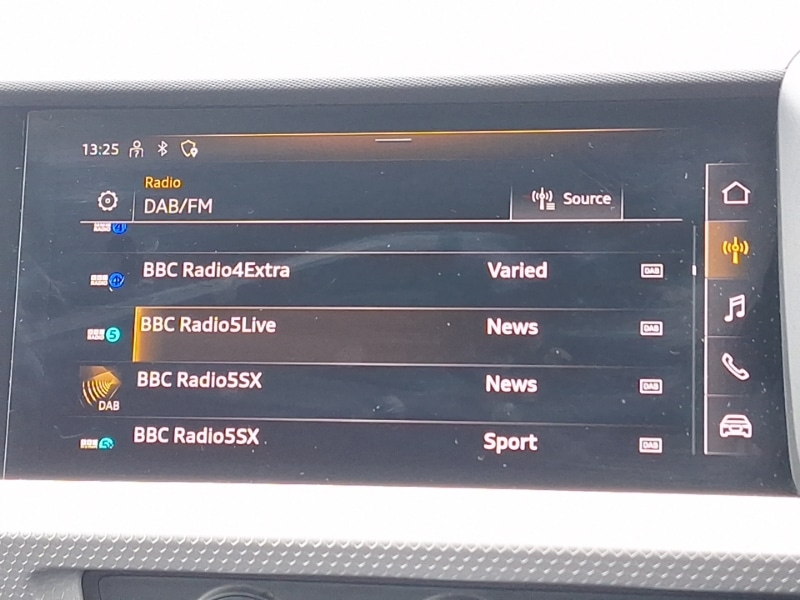 13:25
Radio
DAB/FM
Source
BBC Radio4Extra Varied DAB
BBC Radio5Live News DAB
5
BBC Radio5SX News DAB
DAB
BBC Radio5SX Sport DAB